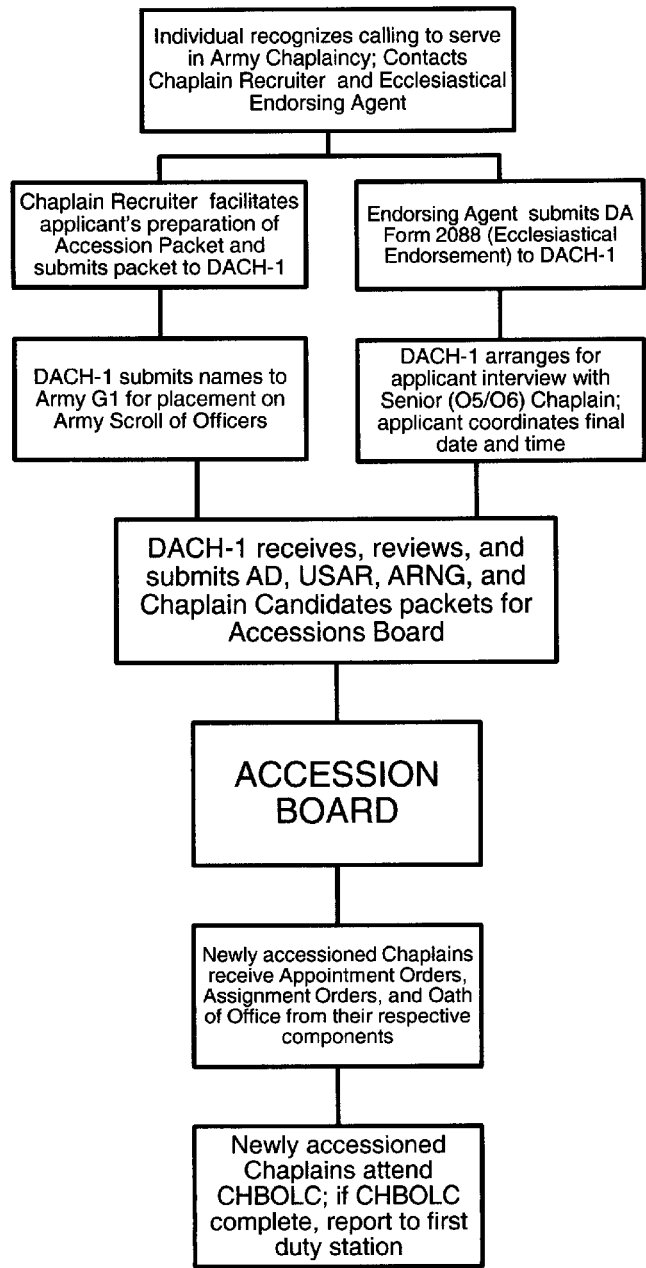 Individual recognizes calling to serve
in Army Chaplaincy; Contacts
Chaplain Recruiter and Ecclesiastical
Endorsing Agent
Chaplain Recruiter facilitates
applicant's preparation of
Accession Packet and
submits packet to DACH-1
Endorsing Agent submits DA
Form 2088 (Ecclesiastical
Endorsement) to DACH-1
DACH-1 submits names to
Army G1 for placement on
Army Scroll of Officers
DACH-1 arranges for
applicant interview with
Senior (O5/O6) Chaplain;
applicant coordinates final
date and time
DACH-1 receives, reviews, and
submits AD, USAR, ARNG, and
Chaplain Candidates packets for
Accessions Board
ACCESSION
BOARD
Newly accessioned Chaplains
receive Appointment Orders,
Assignment Orders, and Oath
of Office from their respective
components
Newly accessioned
Chaplains attend
CHBOLC; if CHBOLC
complete, report to first
duty station